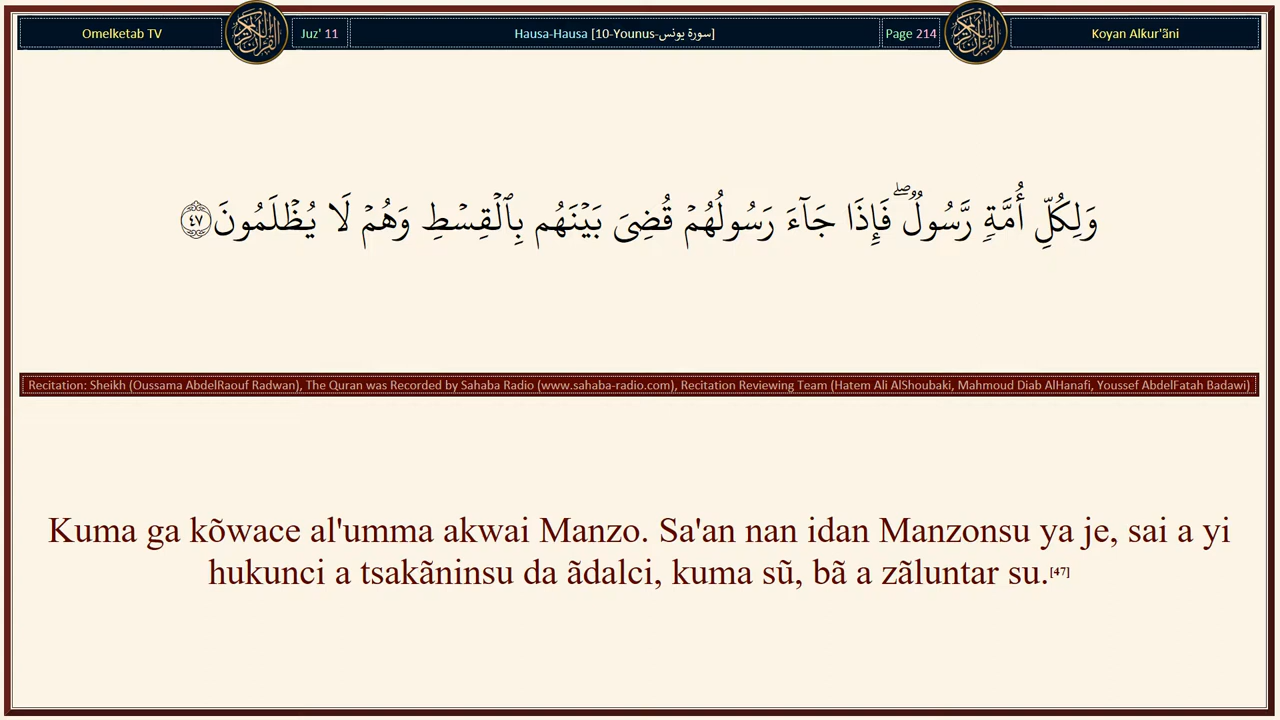 Omelketab TV
Juz' 11
Hausa-Hausa [10-Younus-سورة يونس]
Page 214
Koyan Alƙur'ãni
وَلِكُلِّ أُمَّةٖ رَّسُولٞۖ فَإِذَا جَآءَ رَسُولُهُمۡ قُضِيَ بَيۡنَهُم بِٱلۡقِسۡطِ وَهُمۡ لَا يُظۡلَمُونَ ٤٧
Recitation: Sheikh (Oussama AbdelRaouf Radwan), The Quran was Recorded by Sahaba Radio (www.sahaba-radio.com), Recitation Reviewing Team (Hatem Ali AlShoubaki, Mahmoud Diab AlHanafi, Youssef AbdelFatah Badawi)
Kuma ga kõwace al'umma akwai Manzo. Sa'an nan idan Manzonsu ya je, sai a yi
hukunci a tsakãninsu da ãdalci, kuma sũ, bã a zãluntar su.[47]